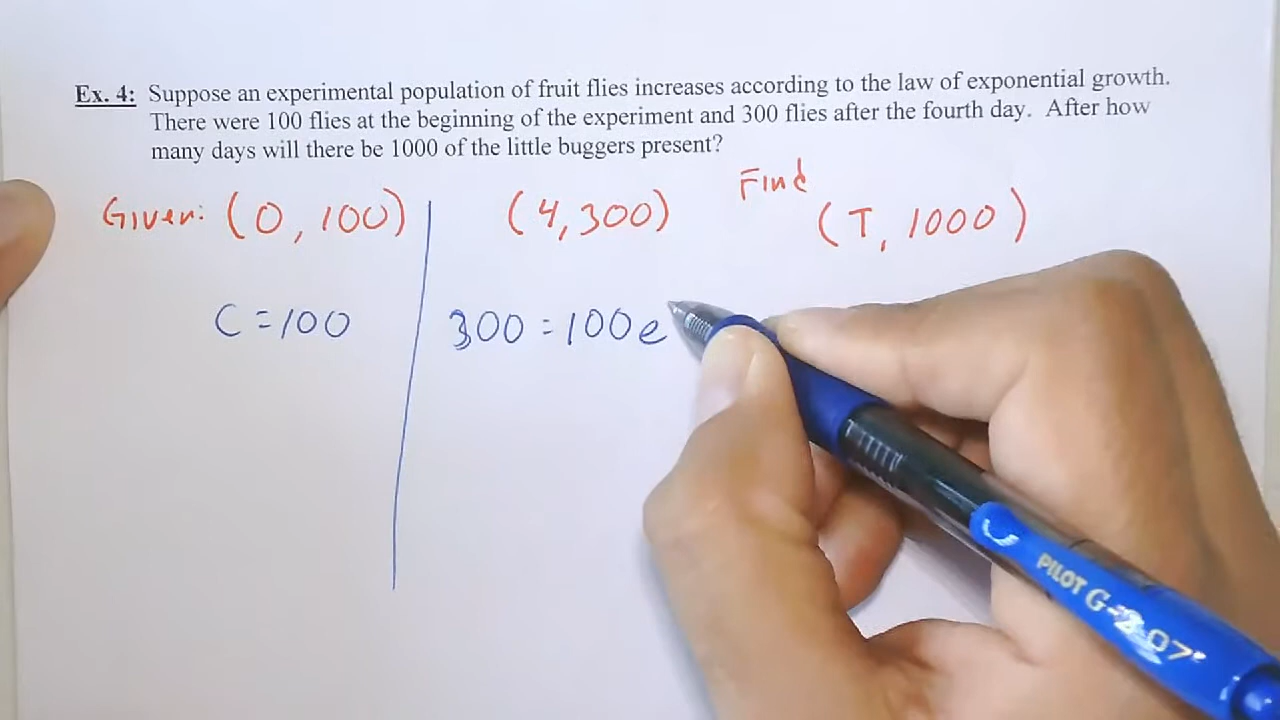 Ex. 4: Suppose an experimental population of fruit flies increases according to the law of exponential growth.
There were 100 flies at the beginning of the experiment and 300 flies after the fourth day. After how
many days will there be 1000 of the little buggers present?
Given: (0, 100) (4, 300) Find (T, 1000)
C = 100 300 = 100e
PILOT G-2 07